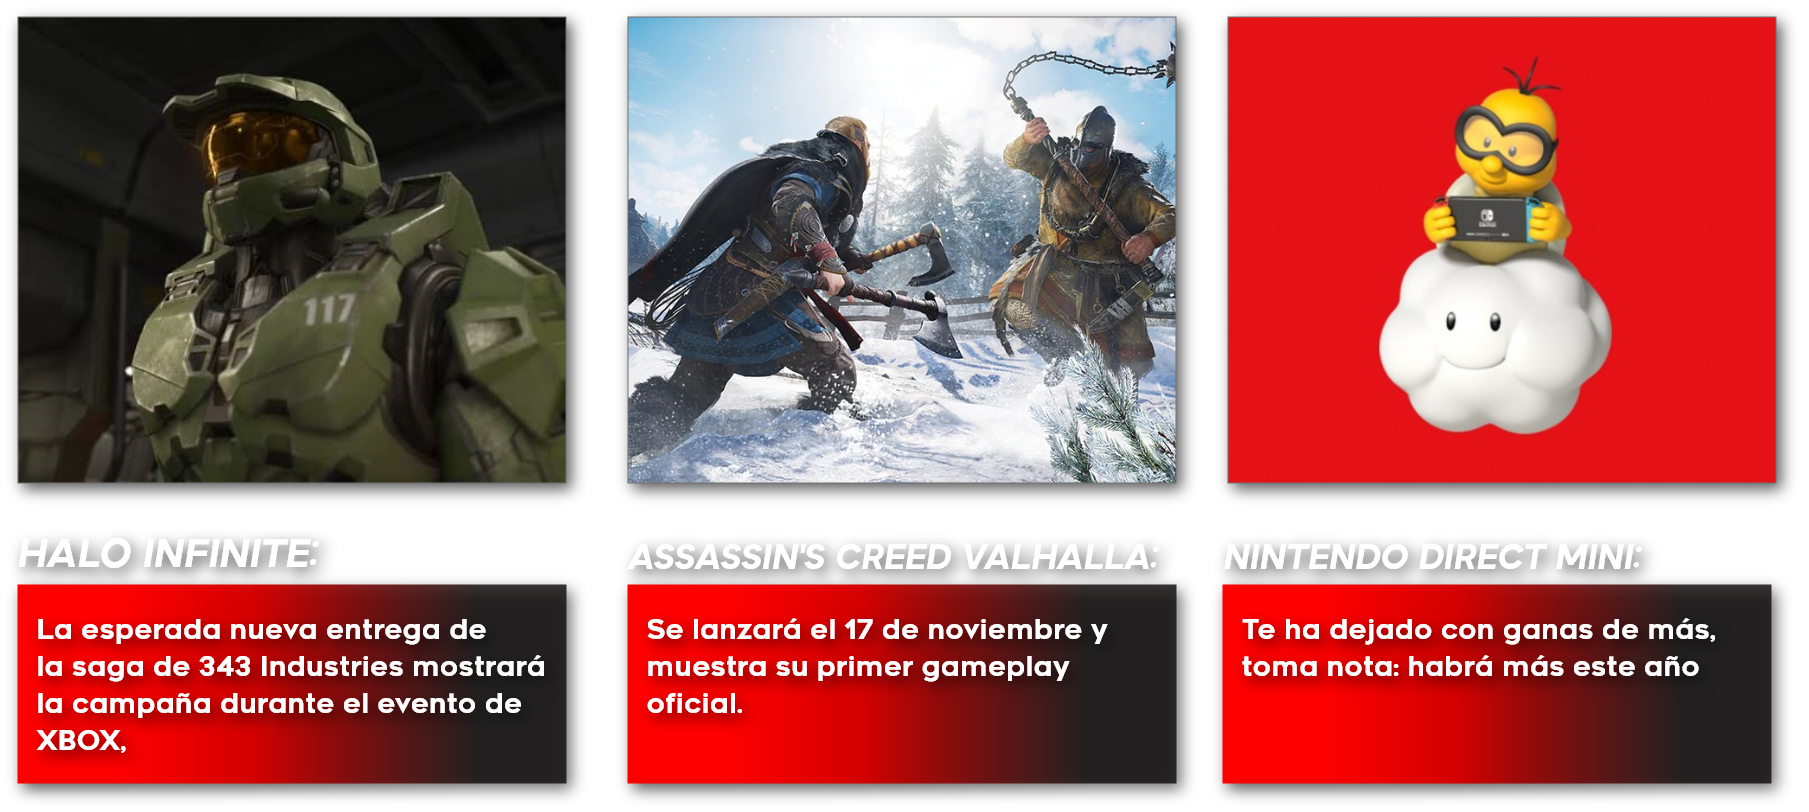 117
HALO INFINITE:
La esperada nueva entrega de
la saga de 343 Industries mostrará
la campaña durante el evento de
XBOX,
ASSASSIN'S CREED VALHALLA:
Se lanzará el 17 de noviembre y
muestra su primer gameplay
oficial.
NINTENDO DIRECT MINI:
Te ha dejado con ganas de más,
toma nota: habrá más este año